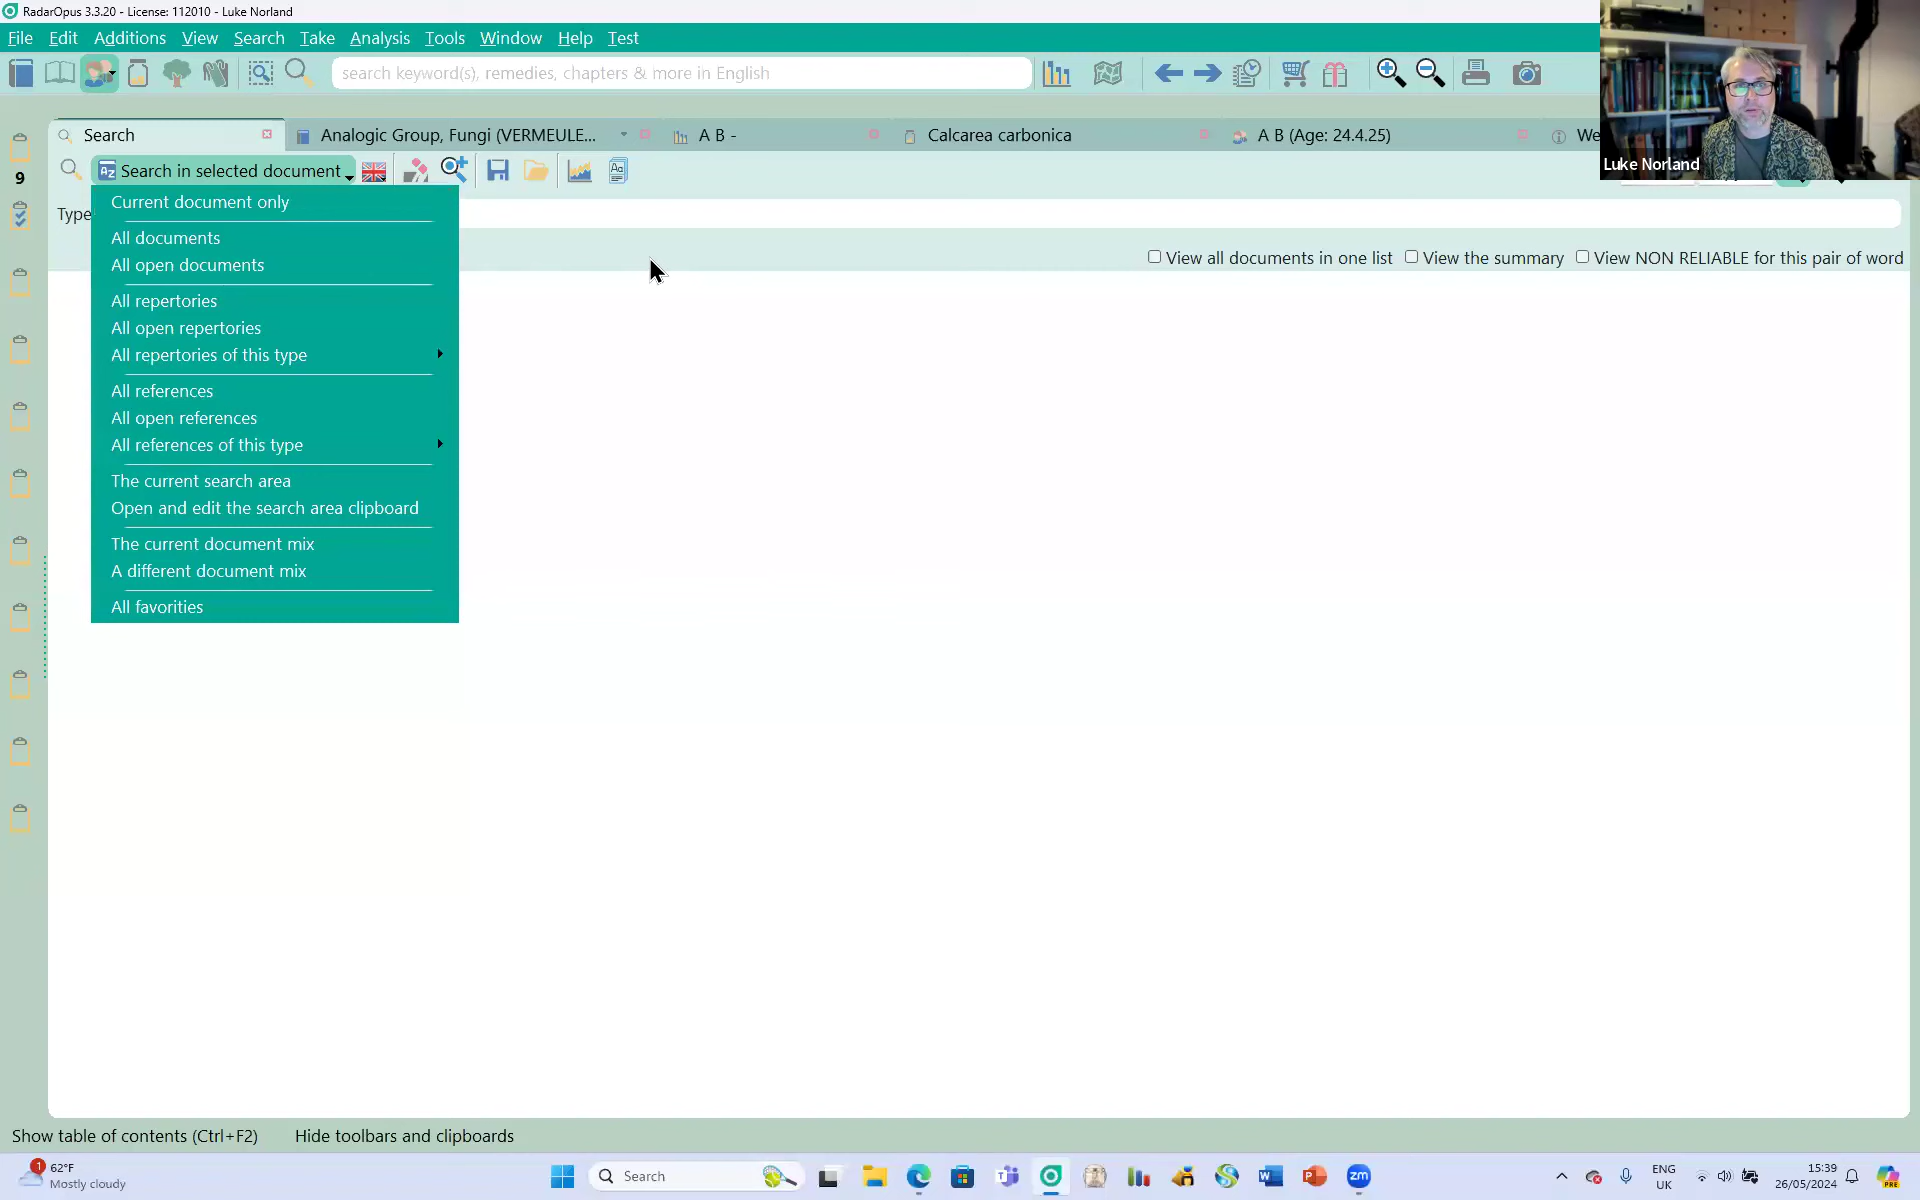 RadarOpus 3.3.20 - License: 112010 - Luke Norland
File Edit Additions View Search Take Analysis Tools Window Help Test
search keyword(s), remedies, chapters & more in English
Search Analogic Group, Fungi (VERMEULE... A B - Calcarea carbonica A B (Age: 24.4.25) We
Luke Norland
9
Search in selected document
Type
Current document only
All documents
All open documents
View all documents in one list View the summary View NON RELIABLE for this pair of word
All repertories
All open repertories
All repertories of this type
All references
All open references
All references of this type
The current search area
Open and edit the search area clipboard
The current document mix
A different document mix
All favorities
Show table of contents (Ctrl+F2) Hide toolbars and clipboards
1
62°F
Mostly cloudy
Search
zm
ENG
UK
15:39
26/05/2024
PRE